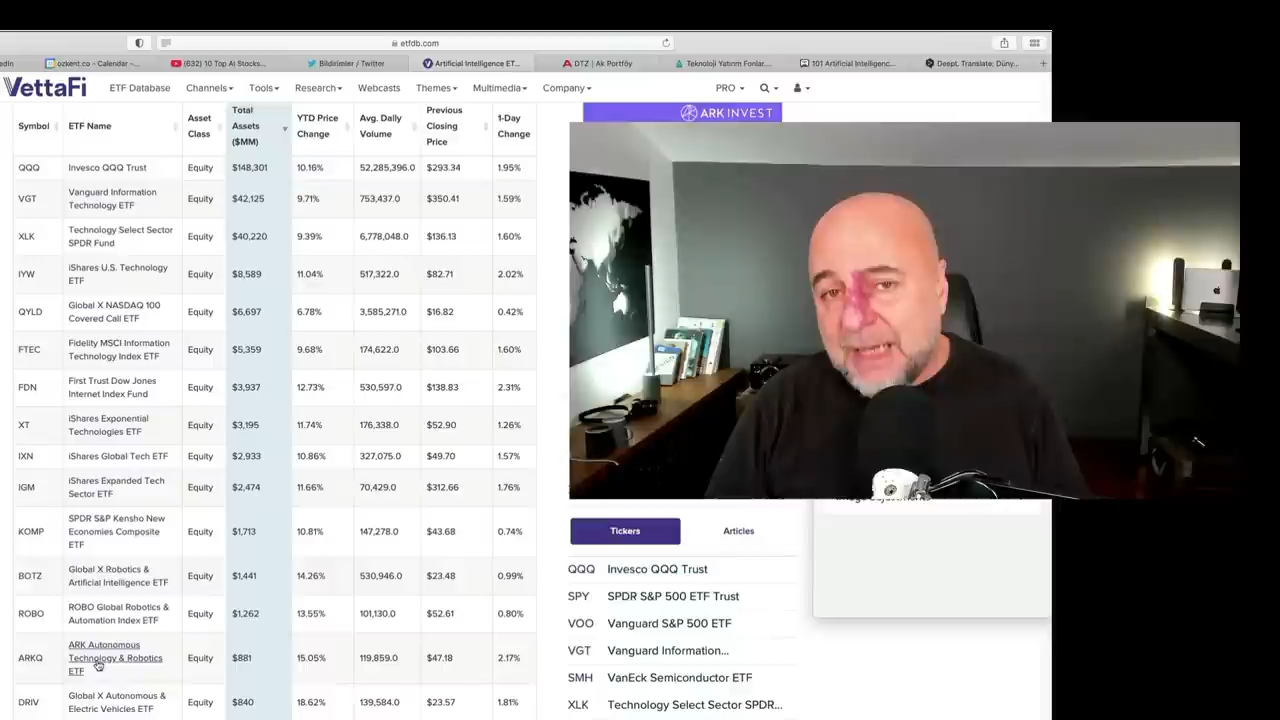 etfdb.com
edIn
ozkent.co - Calendar -...
(632) 10 Top AI Stocks...
Bildirimler / Twitter
Artificial Intelligence ET...
DTZ | Ak Portföy
Teknoloji Yatırım Fonlar...
101 Artificial Intelligenc...
DeepL Translate: Düny...
VettaFi
ETF Database
Channels
Tools
Research
Webcasts
Themes
Multimedia
Company
PRO
ARK INVEST
Symbol
ETF Name
Asset
Class
Total
Assets
($MM)
YTD Price
Change
Avg. Daily
Volume
Previous
Closing
Price
1-Day
Change
QQQ Invesco QQQ Trust Equity $148,301 10.16% 52,285,396.0 $293.34 1.95%
VGT Vanguard Information
Technology ETF Equity $42,125 9.71% 753,437.0 $350.41 1.59%
XLK Technology Select Sector
SPDR Fund Equity $40,220 9.39% 6,778,048.0 $136.13 1.60%
IYW iShares U.S. Technology
ETF Equity $8,589 11.04% 517,322.0 $82.71 2.02%
QYLD Global X NASDAQ 100
Covered Call ETF Equity $6,697 6.78% 3,585,271.0 $16.82 0.42%
FTEC Fidelity MSCI Information
Technology Index ETF Equity $5,359 9.68% 174,622.0 $103.66 1.60%
FDN First Trust Dow Jones
Internet Index Fund Equity $3,937 12.73% 530,597.0 $138.83 2.31%
XT iShares Exponential
Technologies ETF Equity $3,195 11.74% 176,338.0 $52.90 1.26%
IXN iShares Global Tech ETF Equity $2,933 10.86% 327,075.0 $49.70 1.57%
IGM iShares Expanded Tech
Sector ETF Equity $2,474 11.66% 70,429.0 $312.66 1.76%
KOMP SPDR S&P Kensho New
Economies Composite
ETF Equity $1,713 10.81% 147,278.0 $43.68 0.74%
BOTZ Global X Robotics &
Artificial Intelligence ETF Equity $1,441 14.26% 530,946.0 $23.48 0.99%
ROBO ROBO Global Robotics &
Automation Index ETF Equity $1,262 13.55% 101,130.0 $52.61 0.80%
ARKQ ARK Autonomous
Technology & Robotics
ETF Equity $881 15.05% 119,859.0 $47.18 2.17%
DRIV Global X Autonomous &
Electric Vehicles ETF Equity $840 18.62% 139,584.0 $23.57 1.81%
Tickers
Articles
QQQ Invesco QQQ Trust
SPY SPDR S&P 500 ETF Trust
VOO Vanguard S&P 500 ETF
VGT Vanguard Information...
SMH VanEck Semiconductor ETF
XLK Technology Select Sector SPDR...